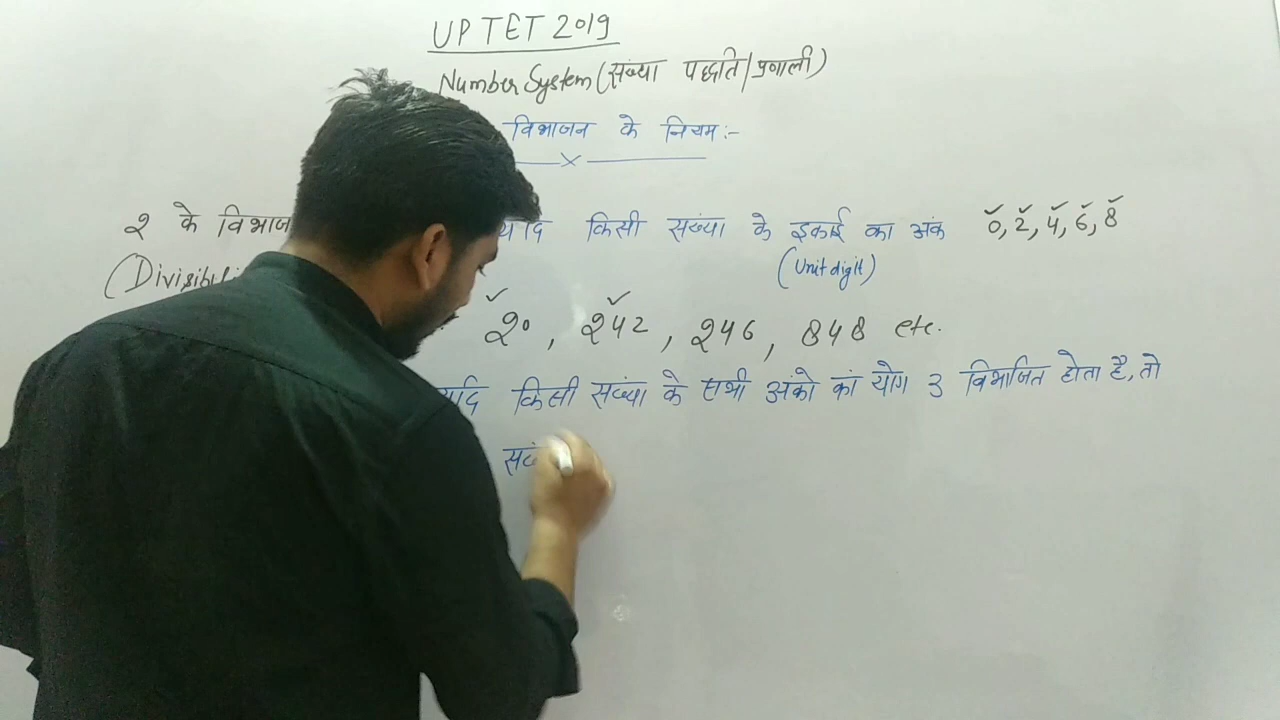 UP TET 2019
Number System (संख्या पद्धति/प्रणाली)
विभाजन के नियम :-
2 के विभाज यदि किसी संख्या के इकाई का अंक 0, 2, 4, 6, 8
(Divisibili (Unit digit)
20, 242, 246, 848 etc.
यदि किसी संख्या के सभी अंको का योग 3 विभाजित होता है, तो
संख